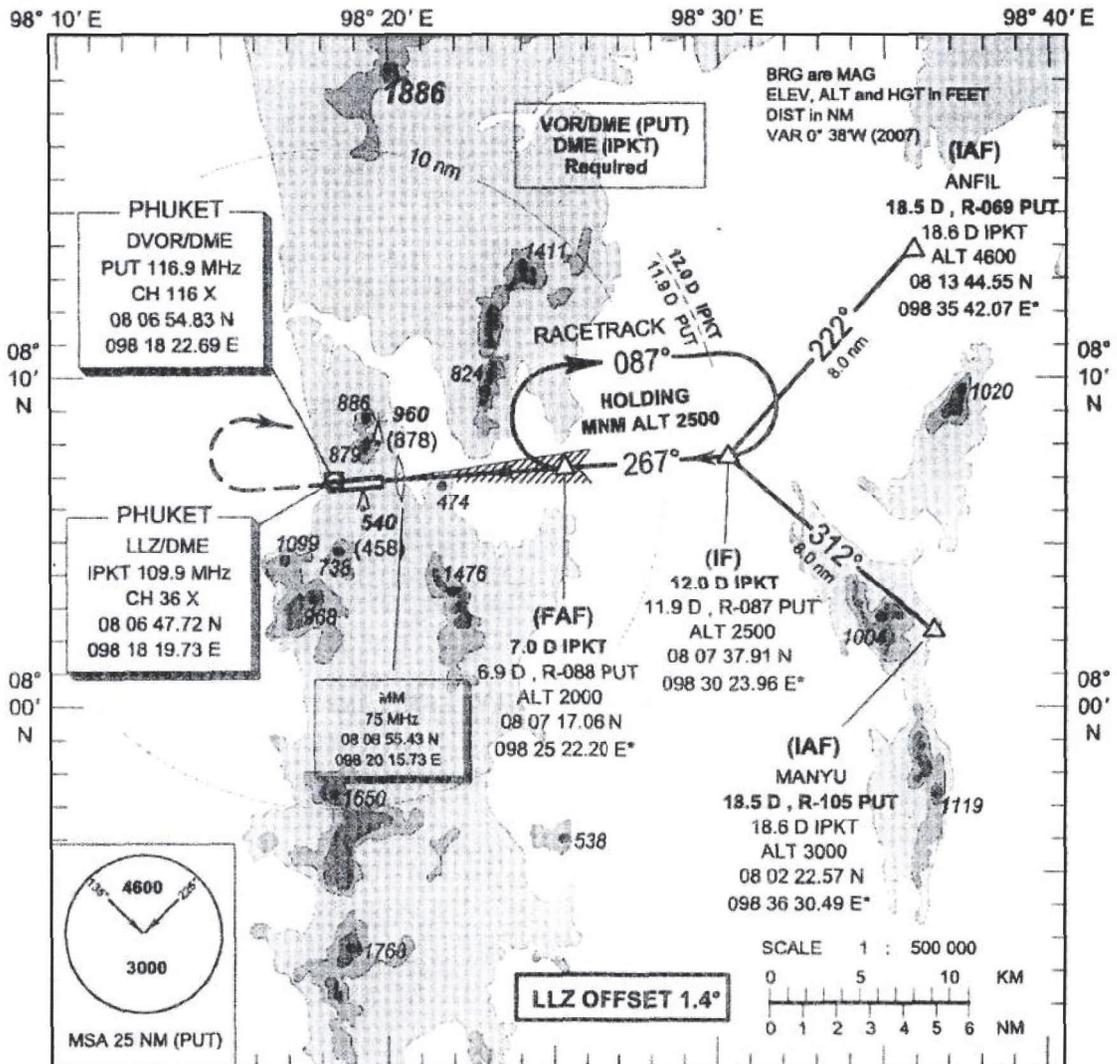 98° 10' E
98° 20' E
98° 30' E
98° 40' E
1886
VOR/DME (PUT)
DME (IPKT)
Required
BRG are MAG
ELEV, ALT and HGT in FEET
DIST in NM
VAR 0° 38'W (2007)
10 nm
(IAF)
ANFIL
18.5 D , R-069 PUT
18.6 D IPKT
ALT 4600
08 13 44.55 N
098 35 42.07 E*
PHUKET
DVOR/DME
PUT 116.9 MHz
CH 116 X
08 06 54.83 N
098 18 22.69 E
1411
12.0 D IPKT
11.9 D PUT
RACETRACK
087°
222°
8.0 nm
08°
10'
N
08°
10'
N
824
HOLDING
MNM ALT 2500
1020
886
960
(878)
879
267°
474
540
(458)
PHUKET
LLZ/DME
IPKT 109.9 MHz
CH 36 X
08 06 47.72 N
098 18 19.73 E
1099
738
968
1476
312°
8.0 nm
(IF)
12.0 D IPKT
11.9 D , R-087 PUT
ALT 2500
08 07 37.91 N
098 30 23.96 E*
(FAF)
7.0 D IPKT
6.9 D , R-088 PUT
ALT 2000
08 07 17.06 N
098 25 22.20 E*
1004
08°
00'
N
08°
00'
N
MM
75 MHz
08 06 55.43 N
098 20 15.73 E
(IAF)
MANYU
18.5 D , R-105 PUT
18.6 D IPKT
ALT 3000
08 02 22.57 N
098 36 30.49 E*
1119
1650
538
135°
225°
4600
3000
MSA 25 NM (PUT)
1768
LLZ OFFSET 1.4°
SCALE 1 : 500 000
0 5 10 KM
0 1 2 3 4 5 6 NM